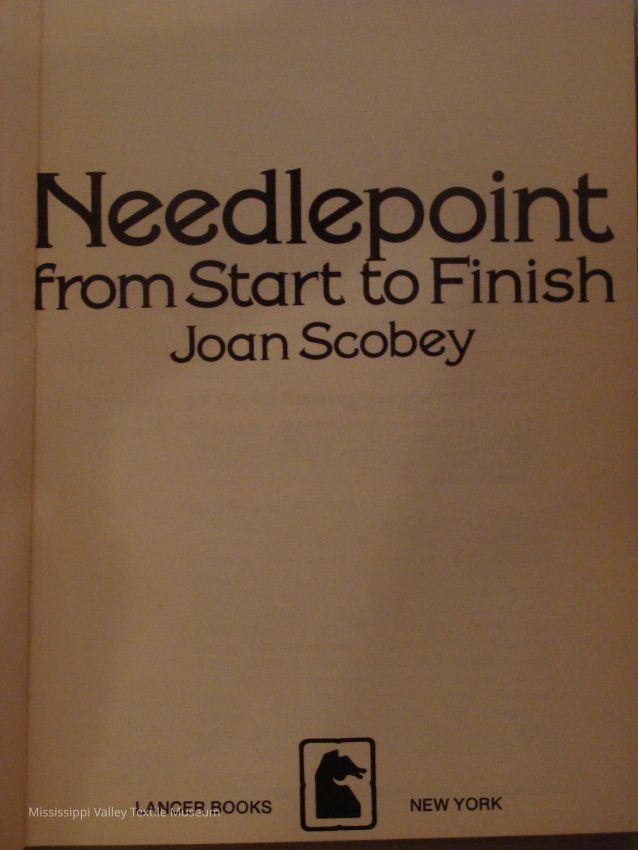 Needlepoint
from Start to Finish
Joan Scobey
LANCER BOOKS NEW YORK
Mississippi Valley Textile Museum